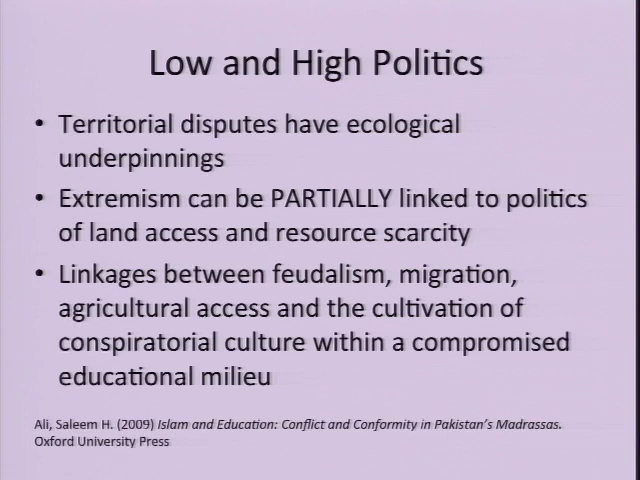 Low and High Politics
• Territorial disputes have ecological
underpinnings
• Extremism can be PARTIALLY linked to politics
of land access and resource scarcity
• Linkages between feudalism, migration,
agricultural access and the cultivation of
conspiratorial culture within a compromised
educational milieu
Ali, Saleem H. (2009) Islam and Education: Conflict and Conformity in Pakistan's Madrassas.
Oxford University Press